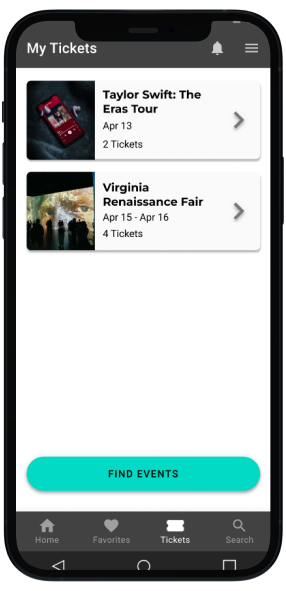 My Tickets
Taylor Swift: The
Eras Tour
Apr 13
2 Tickets
Virginia
Renaissance Fair
Apr 15 - Apr 16
4 Tickets
FIND EVENTS
Home Favorites Tickets Search